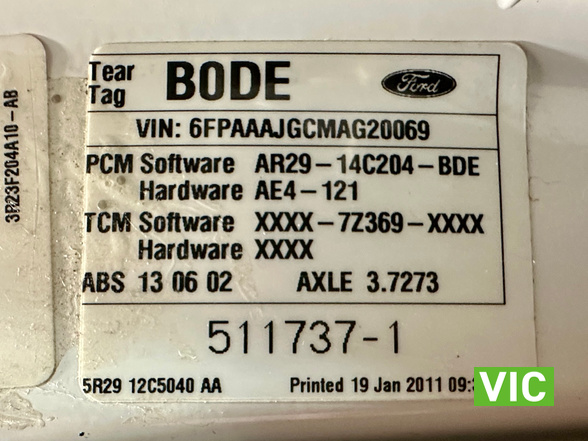 Tear Tag B0DE Ford
VIN: 6FPAAAJGCMAG20069
PCM Software AR29-14C204-BDE
Hardware AE4-121
TCM Software XXXX-7Z369-XXXX
Hardware XXXX
ABS 13 06 02 AXLE 3.7273
511737-1
5R29 12C5040 AA Printed 19 Jan 2011 09:
VIC
3R23F204A10-AB